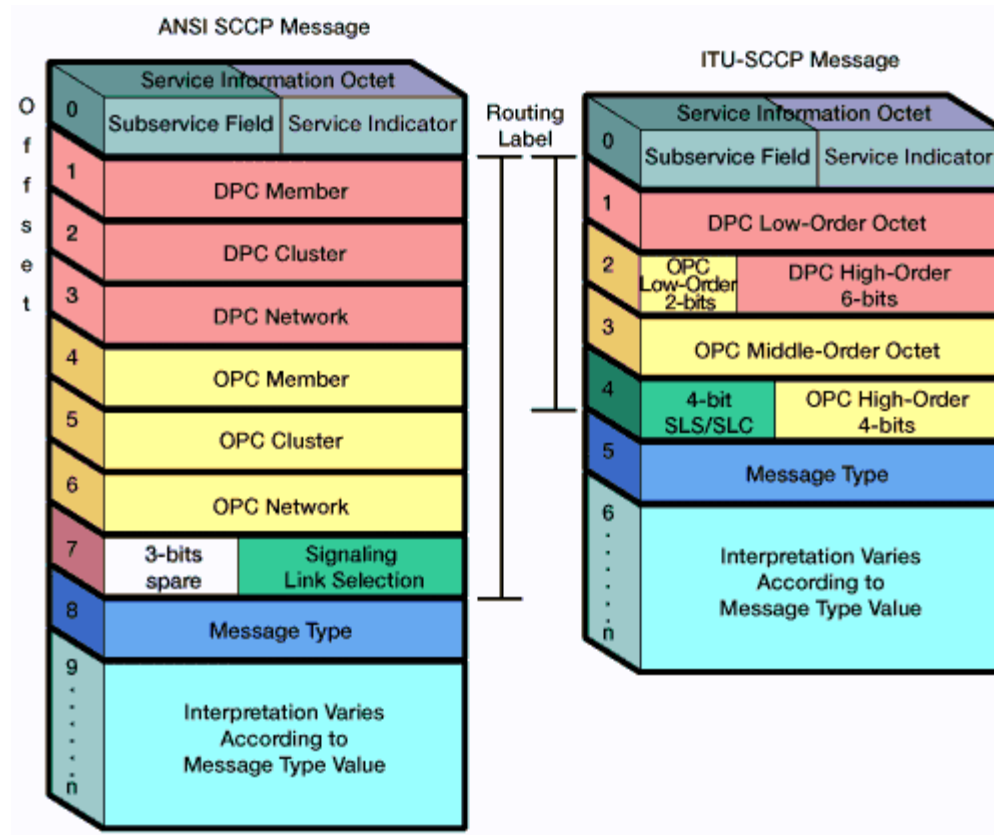 ANSI SCCP Message
Offset
Service Information Octet
0
Subservice Field
Service Indicator
1
DPC Member
2
DPC Cluster
3
DPC Network
4
OPC Member
5
OPC Cluster
6
OPC Network
7
3-bits
spare
Signaling
Link Selection
8
Message Type
9
.
.
.
.
.
n
Interpretation Varies
According to
Message Type Value
Routing
Label
ITU-SCCP Message
Service Information Octet
0
Subservice Field
Service Indicator
1
DPC Low-Order Octet
2
OPC
Low-Order
2-bits
DPC High-Order
6-bits
3
OPC Middle-Order Octet
4
4-bit
SLS/SLC
OPC High-Order
4-bits
5
Message Type
6
.
.
.
.
.
n
Interpretation Varies
According to
Message Type Value